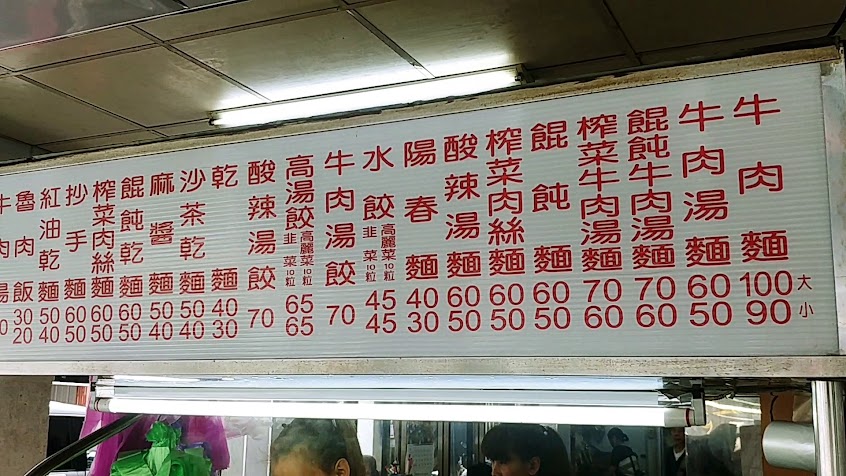 牛肉麵 100 大 90 小
牛肉湯麵 60 50
餛飩牛肉湯麵 70 60
榨菜牛肉湯麵 70 60
餛飩麵 60 50
榨菜肉絲麵 60 50
酸辣湯麵 60 50
陽春麵 40 30
水餃 高麗菜10粒 韭菜10粒 45 45
牛肉湯餃 70
高湯餃 高麗菜10粒 韭菜10粒 65 65
酸辣湯餃 70
乾麵 40 30
沙茶乾麵 50 40
麻醬麵 50 40
餛飩乾麵 60 50
榨菜肉絲麵 60 50
抄手麵 60 50
紅油乾麵 50 40
魯肉飯 30 20
牛肉湯